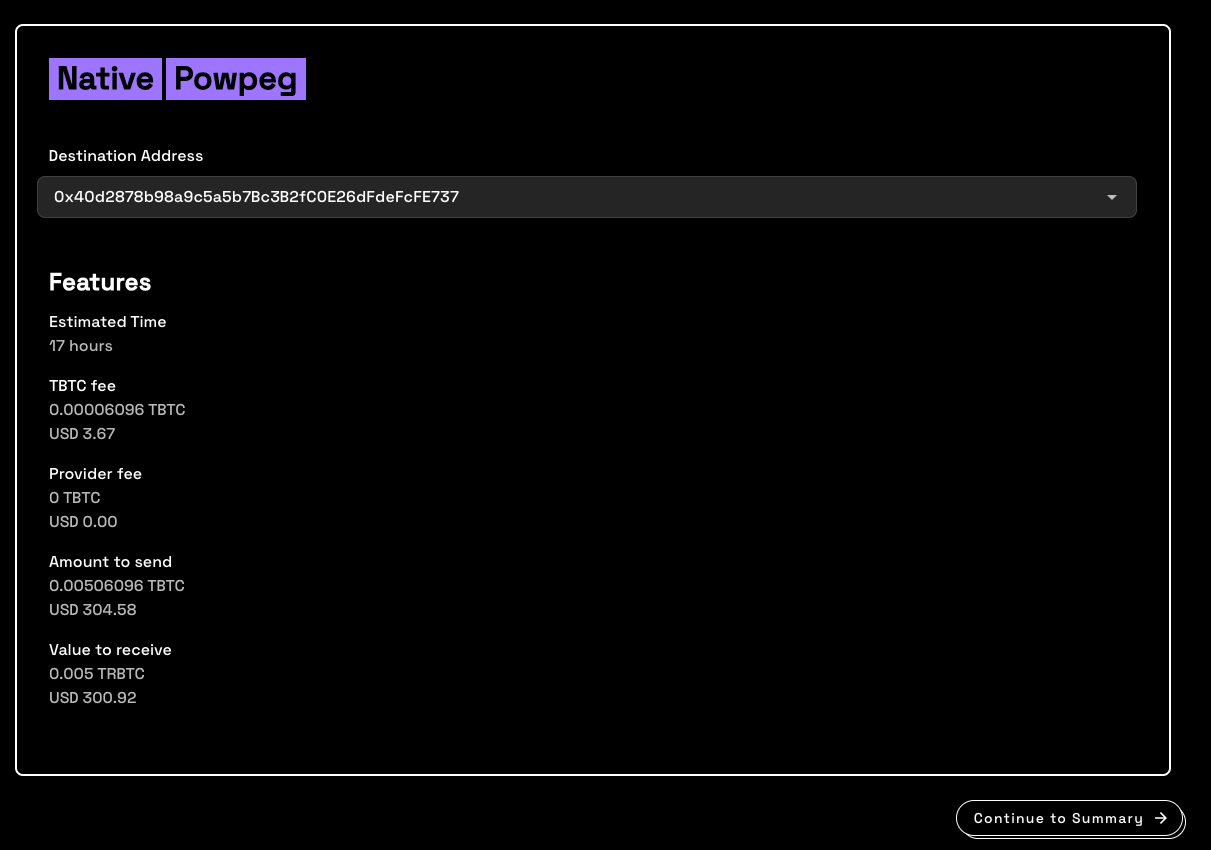 Native Powpeg
Destination Address
0x40d2878b98a9c5a5b7Bc3B2fC0E26dFdeFcFE737
Features
Estimated Time
17 hours
TBTC fee
0.00006096 TBTC
USD 3.67
Provider fee
0 TBTC
USD 0.00
Amount to send
0.00506096 TBTC
USD 304.58
Value to receive
0.005 TRBTC
USD 300.92
Continue to Summary →